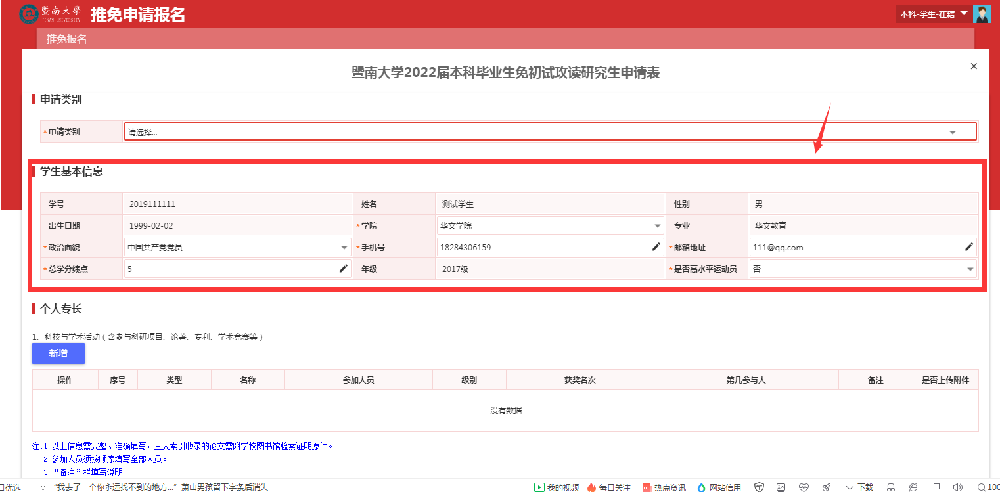 暨南大學 推免申请报名 本科-学生-在籍
JINAN UNIVERSITY
推免报名
暨南大学2022届本科毕业生免初试攻读研究生申请表 ×
申请类别
*申请类别 请选择...
学生基本信息
学号 2019111111 姓名 测试学生 性别 男
出生日期 1999-02-02 *学院 华文学院 专业 华文教育
*政治面貌 中国共产党党员 *手机号 18284306159 *邮箱地址 111@qq.com
*总学分绩点 5 年级 2017级 *是否高水平运动员 否
个人专长
1、科技与学术活动（含参与科研项目、论著、专利、学术竞赛等）
新增
操作 序号 类型 名称 参加人员 级别 获奖名次 第几参与人 备注 是否上传附件
没有数据
注:1.以上信息需完整、准确填写，三大索引收录的论文需附学校图书馆检索证明原件。
2.参加人员须按顺序填写全部人员。
3.“备注”栏填写说明
日优选 “我去了一个你永远找不到的地方...” 萧山男孩留下字条后消失 我的视频 每日关注 热点资讯 网站信用 下载 100